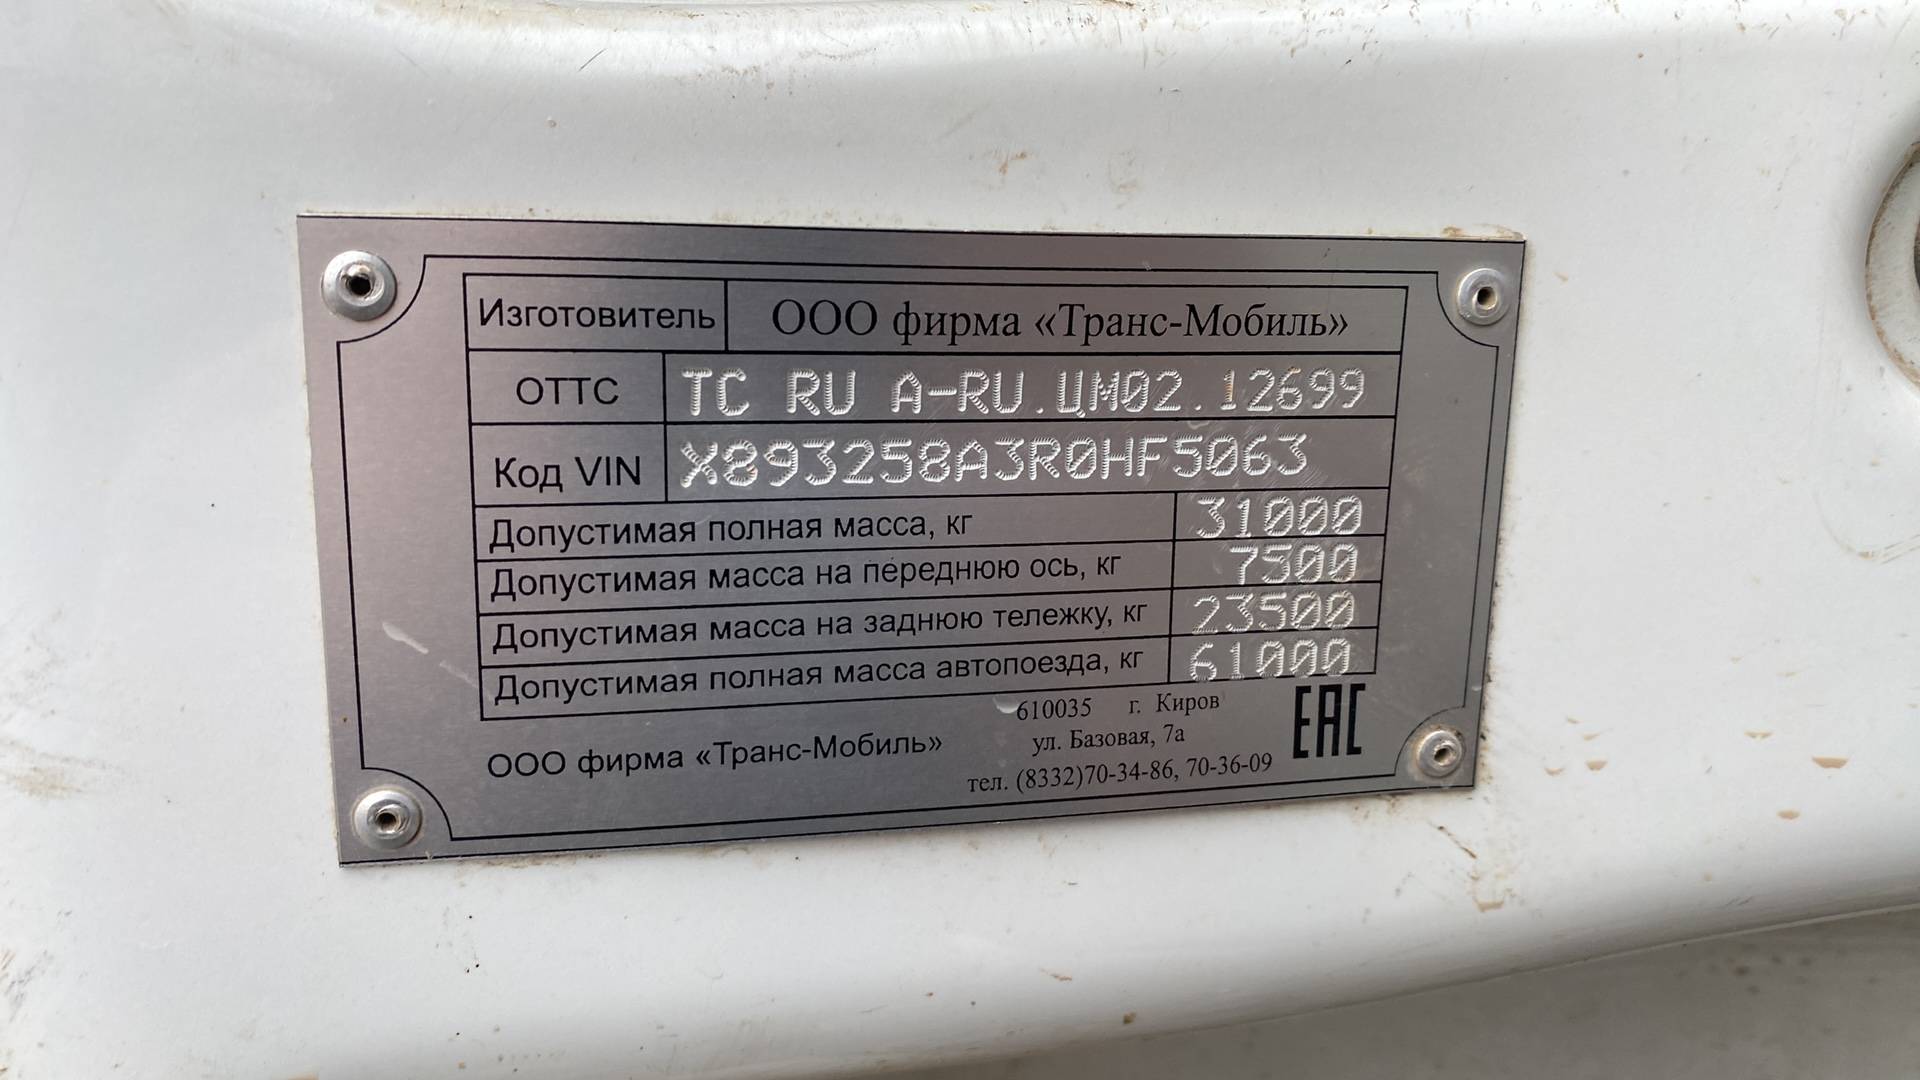 Изготовитель ООО фирма «Транс-Мобиль»
ОТТС ТС RU А-RU.ЦМ02.12699
Код VIN X893258A3R0HF5063
Допустимая полная масса, кг 31000
Допустимая масса на переднюю ось, кг 7500
Допустимая масса на заднюю тележку, кг 23500
Допустимая полная масса автопоезда, кг 61000
ООО фирма «Транс-Мобиль»
610035 г. Киров
ул. Базовая, 7а
тел. (8332)70-34-86, 70-36-09
EAC